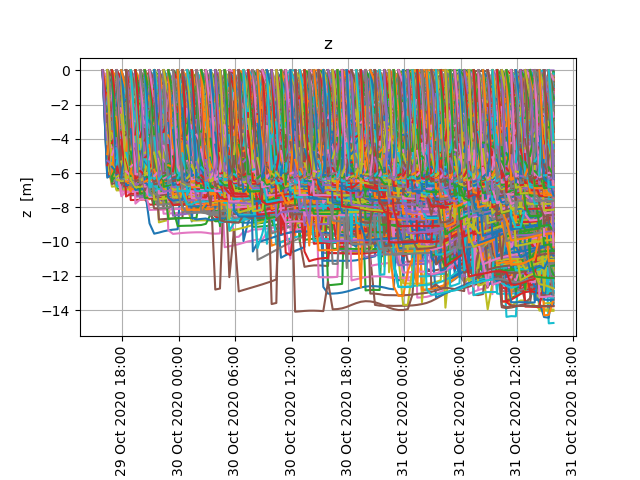 z
0
−2
−4
−6
−8
−10
−12
−14
z [m]
29 Oct 2020 18:00
30 Oct 2020 00:00
30 Oct 2020 06:00
30 Oct 2020 12:00
30 Oct 2020 18:00
31 Oct 2020 00:00
31 Oct 2020 06:00
31 Oct 2020 12:00
31 Oct 2020 18:00